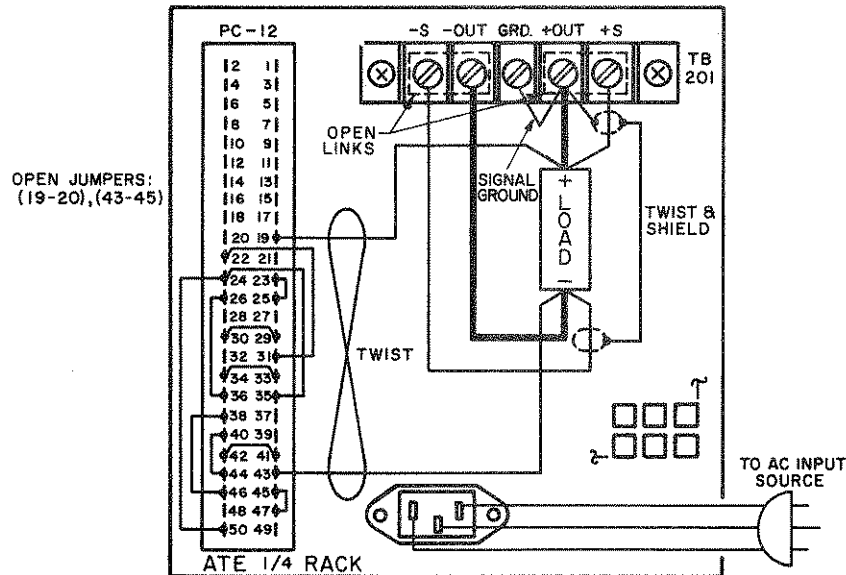 PC-12
-S -OUT GRD. +OUT +S
TB
201
2 1
4 3
6 5
8 7
10 9
12 11
14 13
16 15
18 17
20 19
22 21
24 23
26 25
28 27
30 29
32 31
34 33
36 35
38 37
40 39
42 41
44 43
46 45
48 47
50 49
OPEN JUMPERS:
(19-20),(43-45)
OPEN
LINKS
SIGNAL
GROUND
+
LOAD
-
TWIST &
SHIELD
TWIST
TO AC INPUT
SOURCE
ATE 1/4 RACK